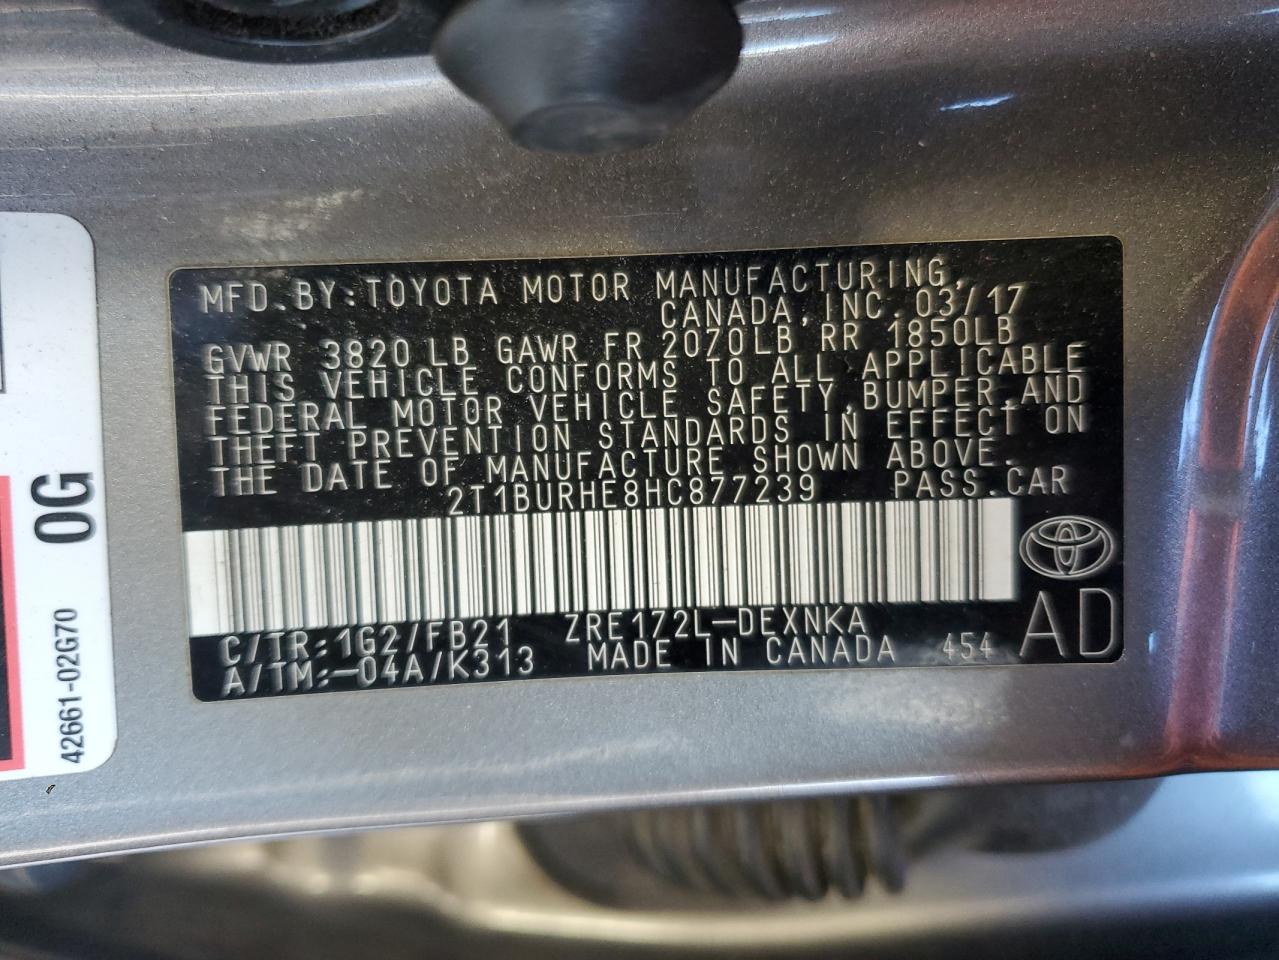 MFD.BY:TOYOTA MOTOR MANUFACTURING,
CANADA,INC.03/17
GVWR 3820LB GAWR FR 2070LB RR 1850LB
THIS VEHICLE CONFORMS TO ALL APPLICABLE
FEDERAL MOTOR VEHICLE SAFETY,BUMPER,AND
THEFT PREVENTION STANDARDS IN EFFECT ON
THE DATE OF MANUFACTURE SHOWN ABOVE.
2T1BURHE8HC877239 PASS.CAR
C/TR:1G2/FB21 ZRE172L-DEXNKA
A/TM:-04A/K313 MADE IN CANADA 454 AD
0G
42661-02G70